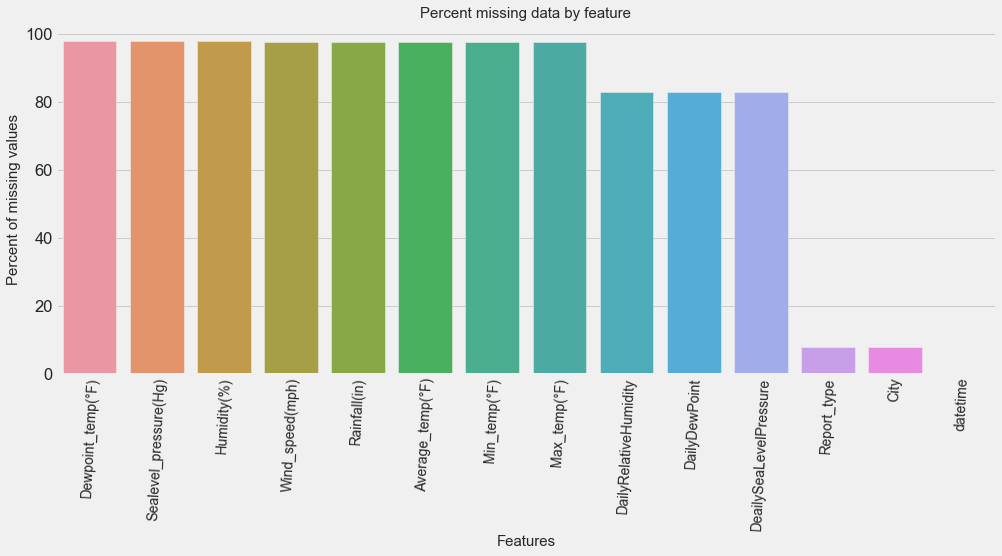 Percent missing data by feature
Percent of missing values
100
80
60
40
20
0
Dewpoint_temp(°F)
Sealevel_pressure(Hg)
Humidity(%)
Wind_speed(mph)
Rainfall(in)
Average_temp(°F)
Min_temp(°F)
Max_temp(°F)
DailyRelativeHumidity
DailyDewPoint
DeailySeaLevelPressure
Report_type
City
datetime
Features